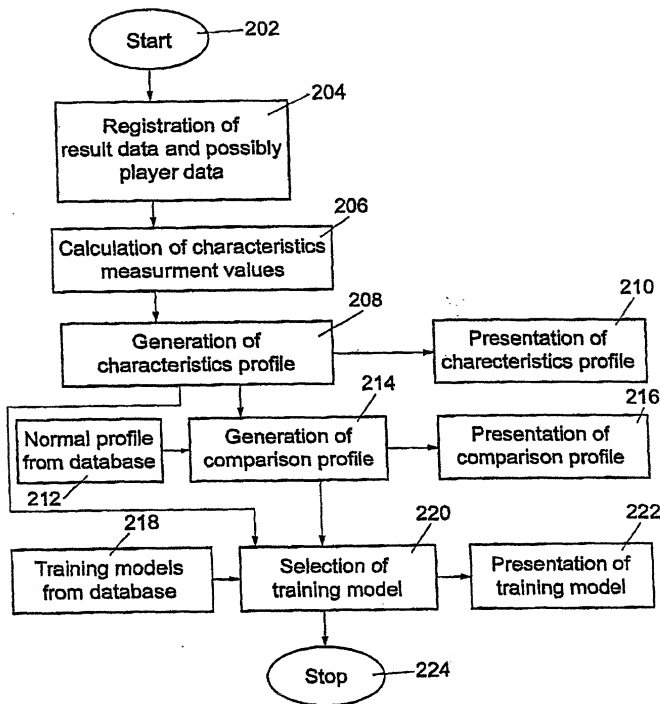 Start
202
204
Registration of
result data and possibly
player data
206
Calculation of characteristics
measurment values
208
Generation of
characteristics profile
210
Presentation of
charecteristics profile
214
Normal profile
from database
212
Generation of
comparison profile
216
Presentation of
comparison profile
218
Training models
from database
220
Selection of
training model
222
Presentation of
training model
Stop
224